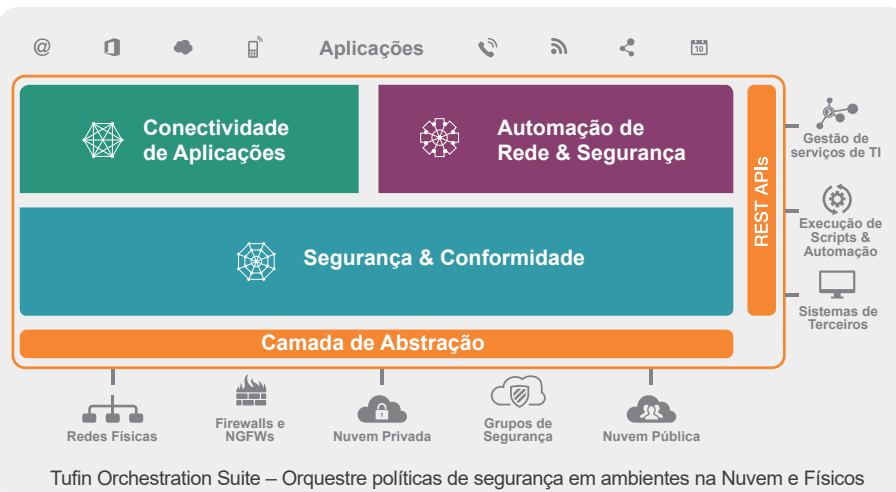 @
Aplicações
10
Conectividade
de Aplicações
Automação de
Rede & Segurança
REST APIs
Gestão de
serviços de TI
Segurança & Conformidade
Execução de
Scripts &
Automação
Sistemas de
Terceiros
Camada de Abstração
Redes Físicas
Firewalls e
NGFWs
Nuvem Privada
Grupos de
Segurança
Nuvem Pública
Tufin Orchestration Suite – Orquestre políticas de segurança em ambientes na Nuvem e Físicos